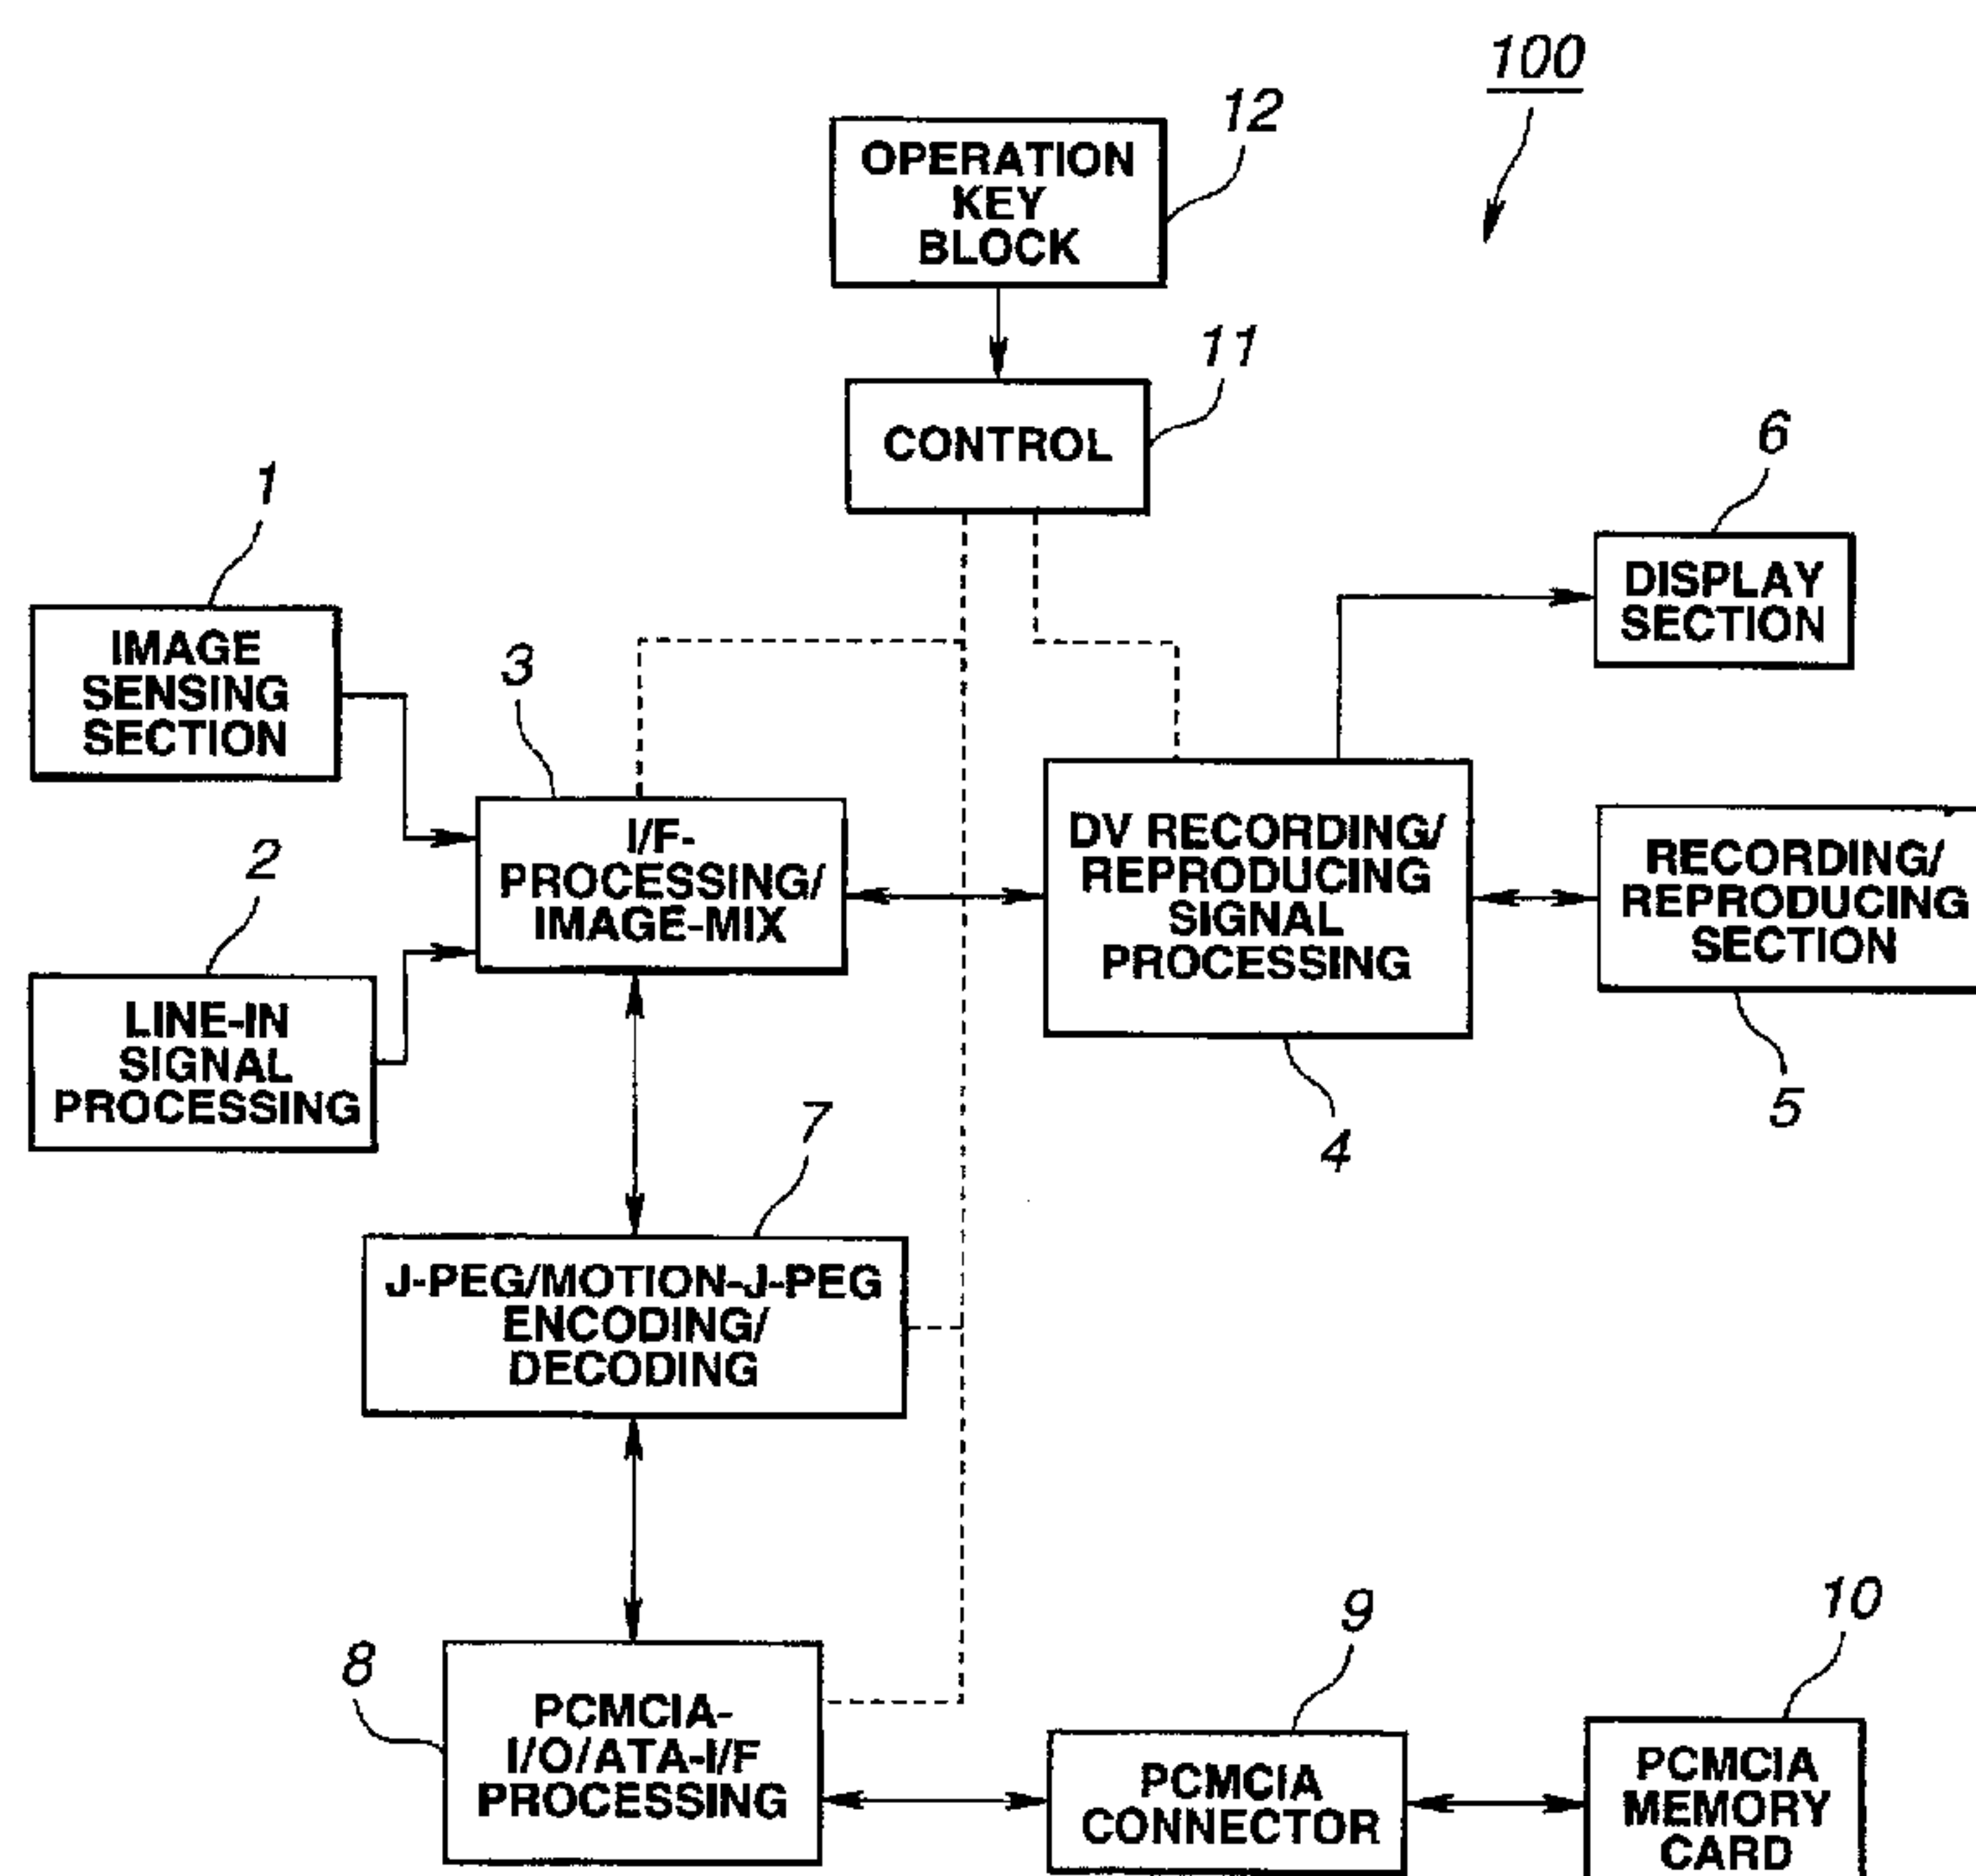 100
12
OPERATION
KEY
BLOCK
11
CONTROL
6
DISPLAY
SECTION
1
IMAGE
SENSING
SECTION
3
I/F-
PROCESSING/
IMAGE-MIX
DV RECORDING/
REPRODUCING
SIGNAL
PROCESSING
4
RECORDING/
REPRODUCING
SECTION
5
2
LINE-IN
SIGNAL
PROCESSING
7
J-PEG/MOTION-J-PEG
ENCODING/
DECODING
8
PCMCIA-
I/O/ATA-I/F
PROCESSING
9
PCMCIA
CONNECTOR
10
PCMCIA
MEMORY
CARD